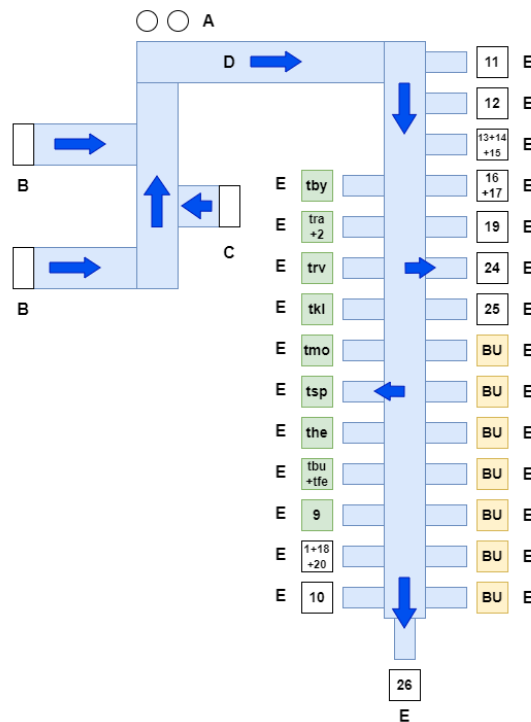 A
D
11 E
12 E
13+14
+15 E
B
E tby
16
+17 E
E tra
+2
19 E
C
E trv
24 E
B
E tkl
25 E
E tmo
BU E
E tsp
BU E
E the
BU E
E tbu
+tfe
BU E
E 9
BU E
E 1+18
+20
BU E
E 10
BU E
26
E